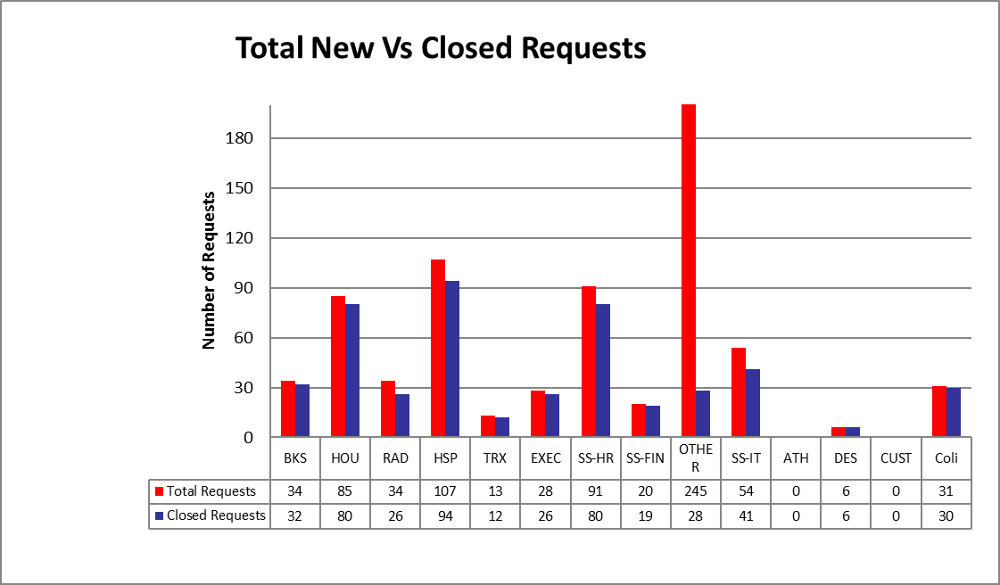 Total New Vs Closed Requests
Number of Requests
180
150
120
90
60
30
0
BKS HOU RAD HSP TRX EXEC SS-HR SS-FIN OTHE SS-IT ATH DES CUST Coli
R
Total Requests 34 85 34 107 13 28 91 20 245 54 0 6 0 31
Closed Requests 32 80 26 94 12 26 80 19 28 41 0 6 0 30